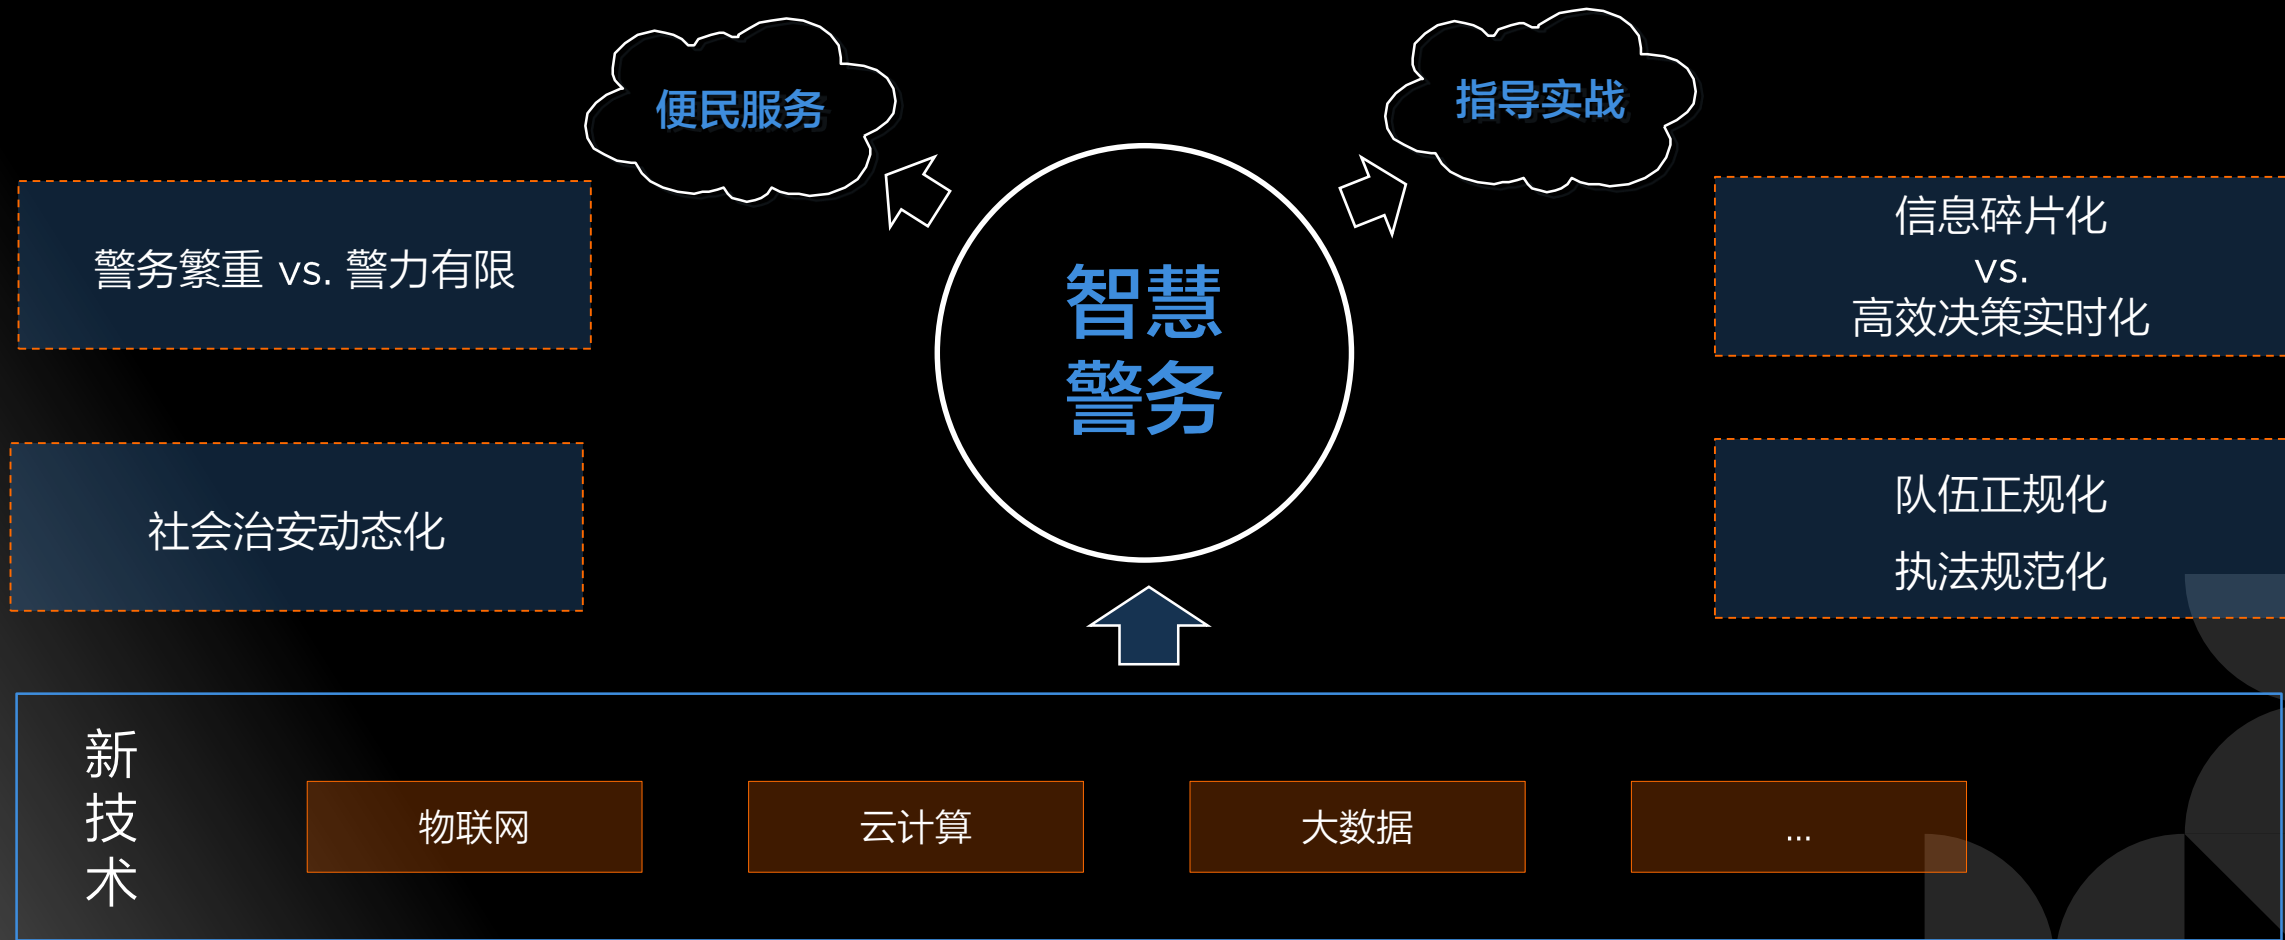 便民服务
指导实战
警务繁重 vs. 警力有限
信息碎片化
vs.
高效决策实时化
智慧
警务
社会治安动态化
队伍正规化
执法规范化
新
技
术
物联网
云计算
大数据
...